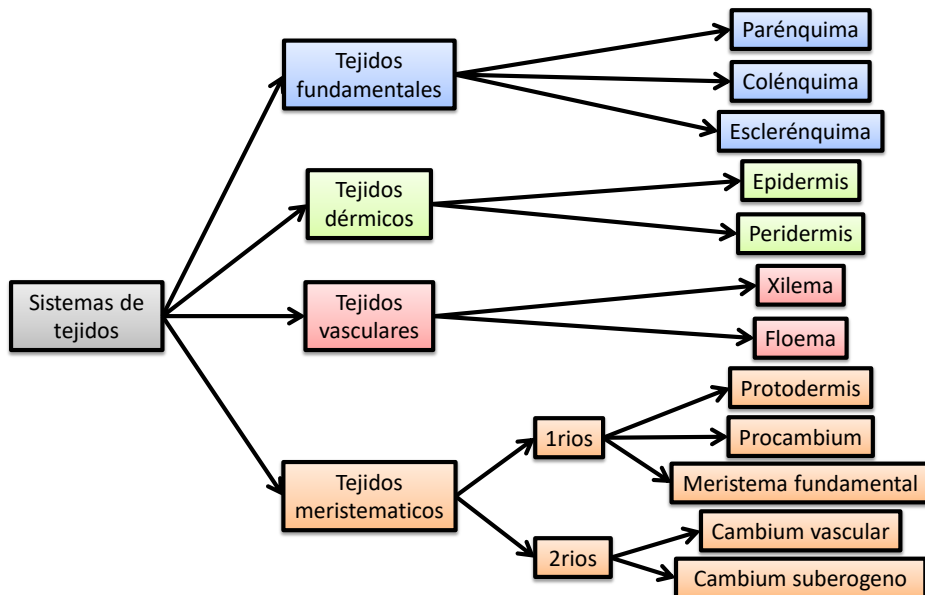 Sistemas de
tejidos
Tejidos
fundamentales
Parénquima
Colénquima
Esclerénquima
Tejidos
dérmicos
Epidermis
Peridermis
Tejidos
vasculares
Xilema
Floema
Tejidos
meristematicos
1rios
Protodermis
Procambium
Meristema fundamental
2rios
Cambium vascular
Cambium suberogeno